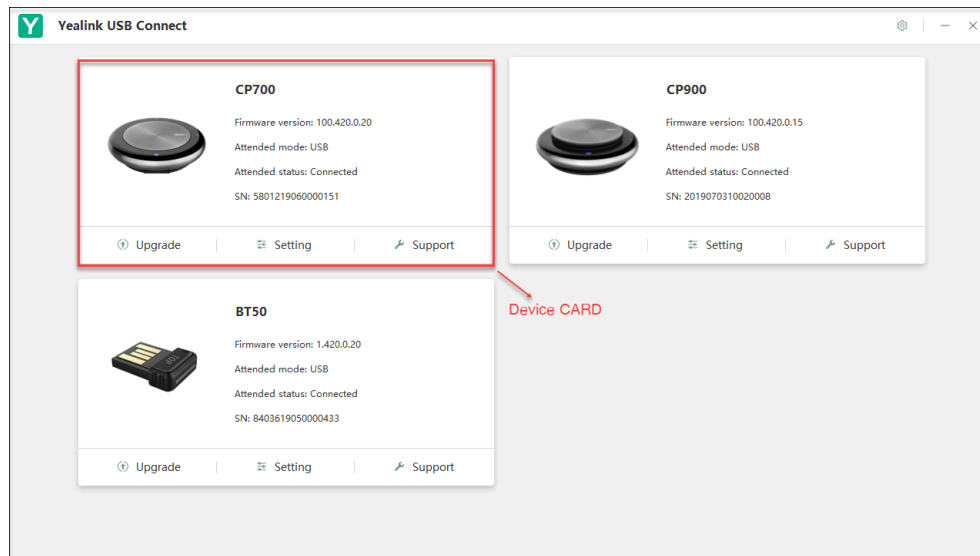 Y Yealink USB Connect
CP700
Firmware version: 100.420.0.20
Attended mode: USB
Attended status: Connected
SN: 5801219060000151
Upgrade Setting Support
CP900
Firmware version: 100.420.0.15
Attended mode: USB
Attended status: Connected
SN: 2019070310020008
Upgrade Setting Support
Device CARD
BT50
Firmware version: 1.420.0.20
Attended mode: USB
Attended status: Connected
SN: 8403619050000433
Upgrade Setting Support
TOP